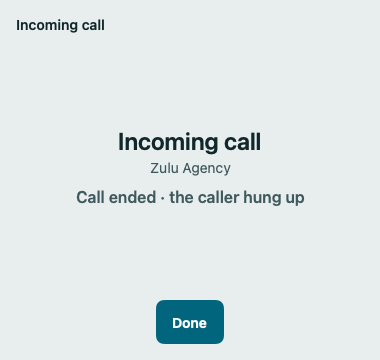 Incoming call
Incoming call
Zulu Agency
Call ended · the caller hung up
Done